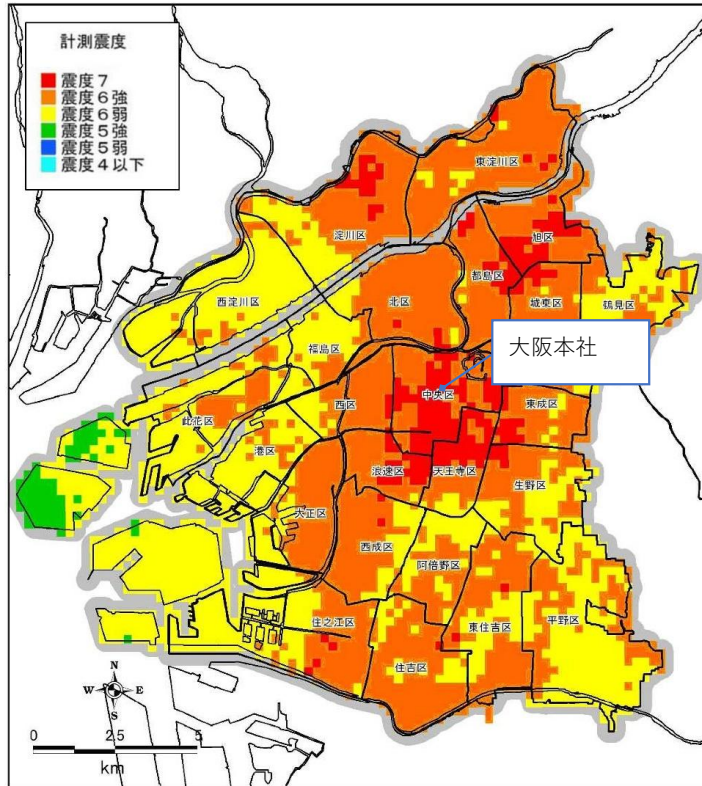 計測震度
震度7
震度6強
震度6弱
震度5強
震度5弱
震度4以下
東淀川区
淀川区
旭区
都島区
西淀川区
北区
城東区
鶴見区
福島区
大阪本社
中央区
西区
東成区
此花区
港区
浪速区
天王寺区
生野区
大正区
西成区
阿倍野区
住之江区
東住吉区
平野区
住吉区
N
W
E
S
0
2.5
5
km